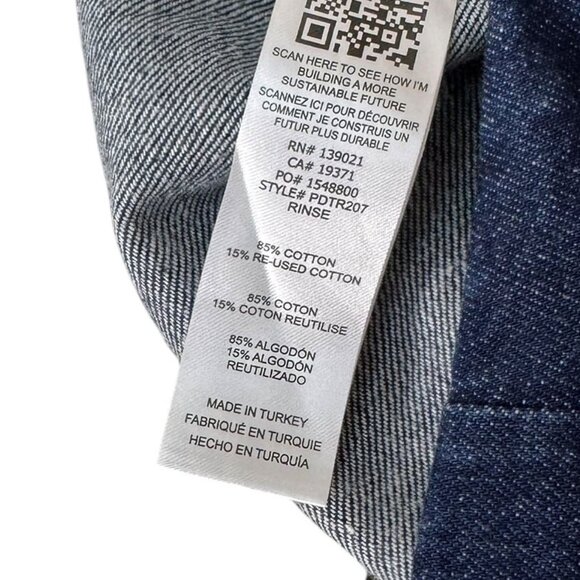 SCAN HERE TO SEE HOW I'M
BUILDING A MORE
SUSTAINABLE FUTURE
SCANNEZ ICI POUR DÉCOUVRIR
COMMENT JE CONSTRUIS UN
FUTUR PLUS DURABLE
RN# 139021
CA# 19371
PO# 1548800
STYLE# PDTR207
RINSE
85% COTTON
15% RE-USED COTTON
85% COTON
15% COTON REUTILISE
85% ALGODÓN
15% ALGODON
REUTILIZADO
MADE IN TURKEY
FABRIQUÉ EN TURQUIE
HECHO EN TURQUÍA